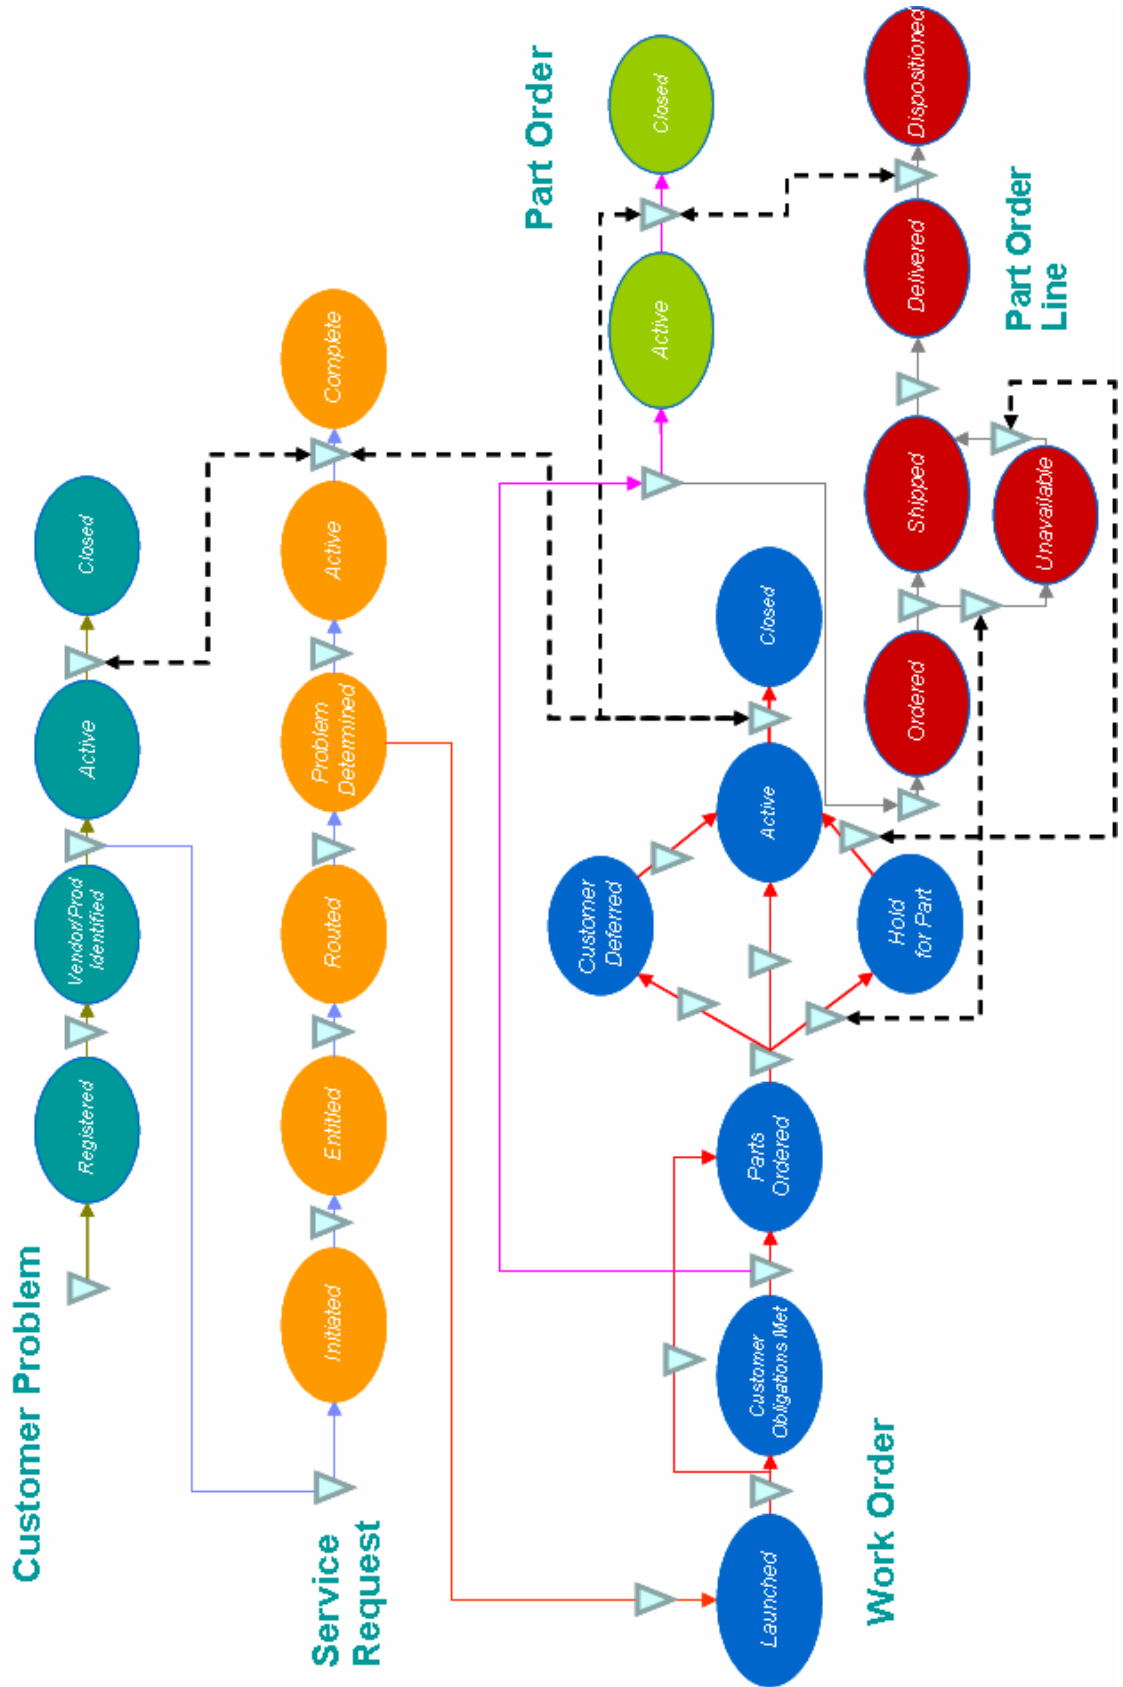 Customer Problem
Registered
Vendor/Prod
Identified
Active
Closed
Service
Request
Initiated
Entitled
Routed
Problem
Determined
Active
Complete
Part Order
Active
Closed
Work Order
Launched
Customer
Obligations Met
Parts
Ordered
Customer
Deferred
Active
Closed
Hold
for Part
Part Order
Line
Ordered
Shipped
Delivered
Dispositioned
Unavailable